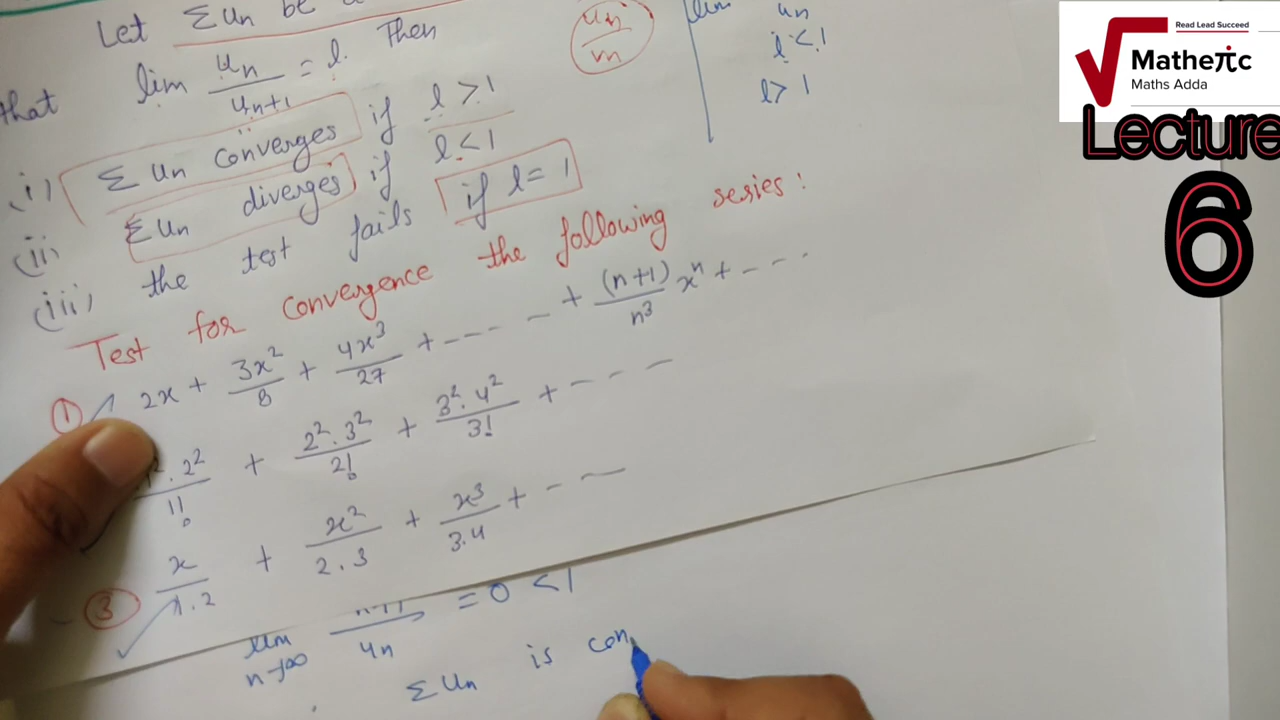 Let Σun be a
that lim un/un+1 = l. Then
(i) Σun converges if l > 1
(ii) Σun diverges if l < 1
(iii) the test fails if l = 1
un/vn
lim un
l < 1
l > 1
Test for convergence the following series:
① 2x + 3x²/8 + 4x³/27 + ---- + (n+1)/n³ xⁿ + ---
. 2²/1! + 2².3²/2! + 3².4²/3! + ---
③ x/1.2 + x²/2.3 + x³/3.4 + ---
lim n→∞ /un = 0 < 1
Σun is con
Read Lead Succeed
Matheπc
Maths Adda
Lecture
6